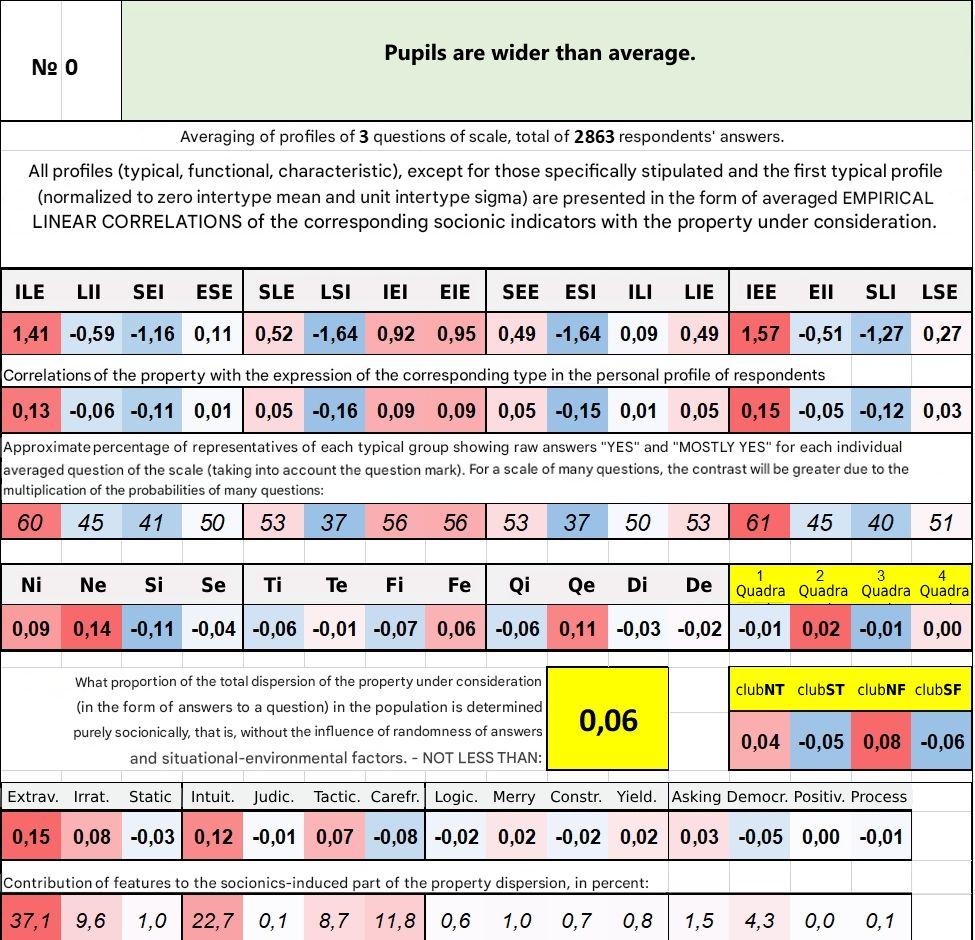 № 0
Pupils are wider than average.
Averaging of profiles of 3 questions of scale, total of 2863 respondents' answers.
All profiles (typical, functional, characteristic), except for those specifically stipulated and the first typical profile
(normalized to zero intertype mean and unit intertype sigma) are presented in the form of averaged EMPIRICAL
LINEAR CORRELATIONS of the corresponding socionic indicators with the property under consideration.
ILE LII SEI ESE SLE LSI IEI EIE SEE ESI ILI LIE IEE EII SLI LSE
1,41 -0,59 -1,16 0,11 0,52 -1,64 0,92 0,95 0,49 -1,64 0,09 0,49 1,57 -0,51 -1,27 0,27
Correlations of the property with the expression of the corresponding type in the personal profile of respondents
0,13 -0,06 -0,11 0,01 0,05 -0,16 0,09 0,09 0,05 -0,15 0,01 0,05 0,15 -0,05 -0,12 0,03
Approximate percentage of representatives of each typical group showing raw answers "YES" and "MOSTLY YES" for each individual
averaged question of the scale (taking into account the question mark). For a scale of many questions, the contrast will be greater due to the
multiplication of the probabilities of many questions:
60 45 41 50 53 37 56 56 53 37 50 53 61 45 40 51
Ni Ne Si Se Ti Te Fi Fe Qi Qe Di De 1 Quadra 2 Quadra 3 Quadra 4 Quadra
0,09 0,14 -0,11 -0,04 -0,06 -0,01 -0,07 0,06 -0,06 0,11 -0,03 -0,02 -0,01 0,02 -0,01 0,00
What proportion of the total dispersion of the property under consideration
(in the form of answers to a question) in the population is determined
purely socionically, that is, without the influence of randomness of answers
and situational-environmental factors. - NOT LESS THAN:
0,06
clubNT clubST clubNF clubSF
0,04 -0,05 0,08 -0,06
Extrav. Irrat. Static Intuit. Judic. Tactic. Carefr. Logic. Merry Constr. Yield. Asking Democr. Positiv. Process
0,15 0,08 -0,03 0,12 -0,01 0,07 -0,08 -0,02 0,02 -0,02 0,02 0,03 -0,05 0,00 -0,01
Contribution of features to the socionics-induced part of the property dispersion, in percent:
37,1 9,6 1,0 22,7 0,1 8,7 11,8 0,6 1,0 0,7 0,8 1,5 4,3 0,0 0,1